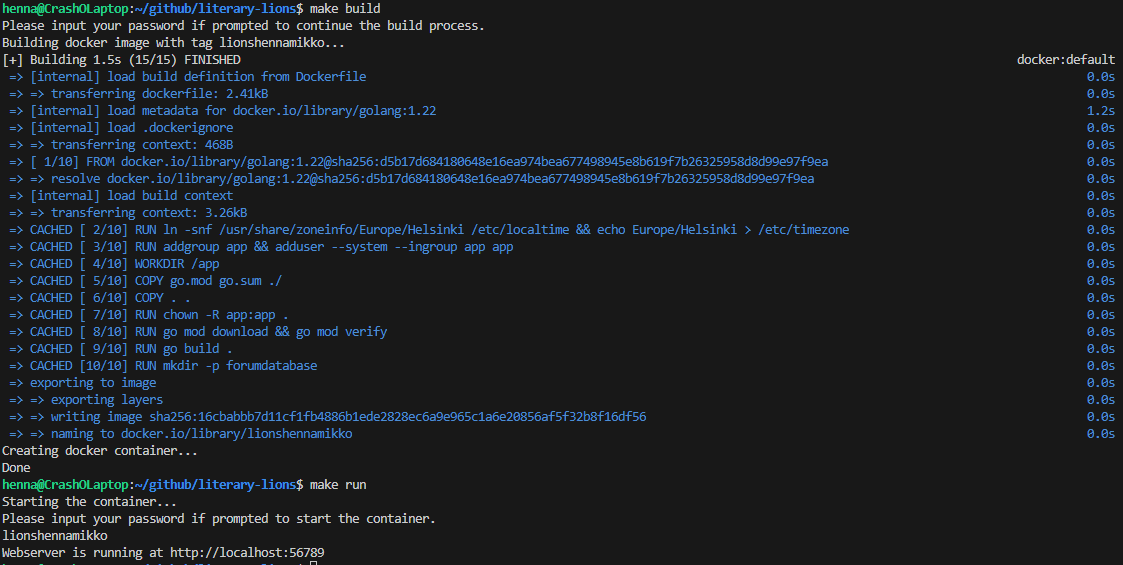 henna@CrashOLaptop:~/github/literary-lions$ make build
Please input your password if prompted to continue the build process.
Building docker image with tag lionshennamikko...
[+] Building 1.5s (15/15) FINISHED docker:default
=> [internal] load build definition from Dockerfile 0.0s
=> => transferring dockerfile: 2.41kB 0.0s
=> [internal] load metadata for docker.io/library/golang:1.22 1.2s
=> [internal] load .dockerignore 0.0s
=> => transferring context: 468B 0.0s
=> [ 1/10] FROM docker.io/library/golang:1.22@sha256:d5b17d684180648e16ea974bea677498945e8b619f7b26325958d8d99e97f9ea 0.0s
=> => resolve docker.io/library/golang:1.22@sha256:d5b17d684180648e16ea974bea677498945e8b619f7b26325958d8d99e97f9ea 0.0s
=> [internal] load build context 0.0s
=> => transferring context: 3.26kB 0.0s
=> CACHED [ 2/10] RUN ln -snf /usr/share/zoneinfo/Europe/Helsinki /etc/localtime && echo Europe/Helsinki > /etc/timezone 0.0s
=> CACHED [ 3/10] RUN addgroup app && adduser --system --ingroup app app 0.0s
=> CACHED [ 4/10] WORKDIR /app 0.0s
=> CACHED [ 5/10] COPY go.mod go.sum ./ 0.0s
=> CACHED [ 6/10] COPY . . 0.0s
=> CACHED [ 7/10] RUN chown -R app:app . 0.0s
=> CACHED [ 8/10] RUN go mod download && go mod verify 0.0s
=> CACHED [ 9/10] RUN go build . 0.0s
=> CACHED [10/10] RUN mkdir -p forumdatabase 0.0s
=> exporting to image 0.0s
=> => exporting layers 0.0s
=> => writing image sha256:16cbabbb7d11cf1fb4886b1ede2828ec6a9e965c1a6e20856af5f32b8f16df56 0.0s
=> => naming to docker.io/library/lionshennamikko 0.0s
Creating docker container...
Done
henna@CrashOLaptop:~/github/literary-lions$ make run
Starting the container...
Please input your password if prompted to start the container.
lionshennamikko
Webserver is running at http://localhost:56789